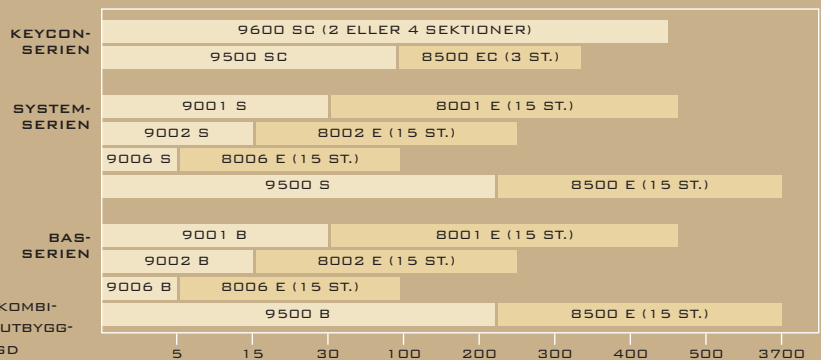 KEYCON-
SERIEN
9600 SC (2 ELLER 4 SEKTIONER)
9500 SC 8500 EC (3 ST.)
SYSTEM-
SERIEN
9001 S 8001 E (15 ST.)
9002 S 8002 E (15 ST.)
9006 S 8006 E (15 ST.)
9500 S 8500 E (15 ST.)
BAS-
SERIEN
9001 B 8001 E (15 ST.)
9002 B 8002 E (15 ST.)
9006 B 8006 E (15 ST.)
9500 B 8500 E (15 ST.)
KOMBI-
UTBYGG-
GD
5 15 30 100 200 300 400 500 3700